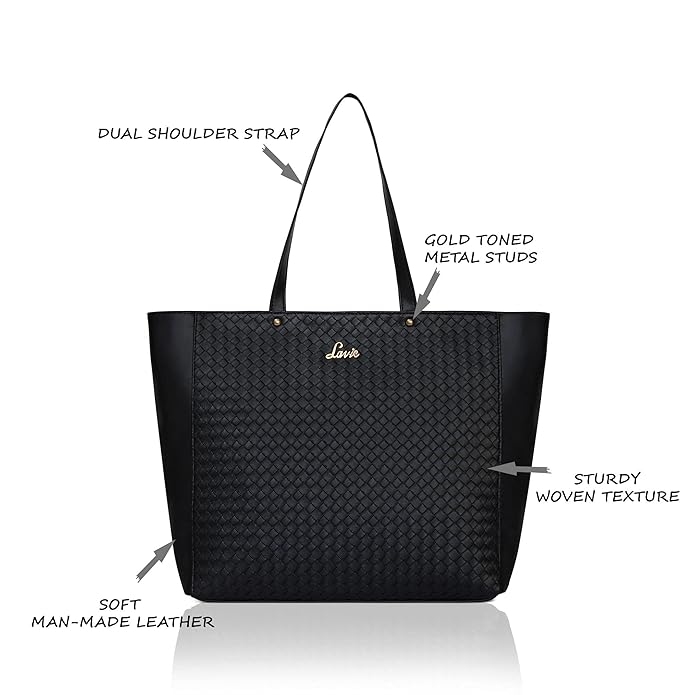 DUAL SHOULDER STRAP
GOLD TONED
METAL STUDS
Lavie
STURDY
WOVEN TEXTURE
SOFT
MAN-MADE LEATHER